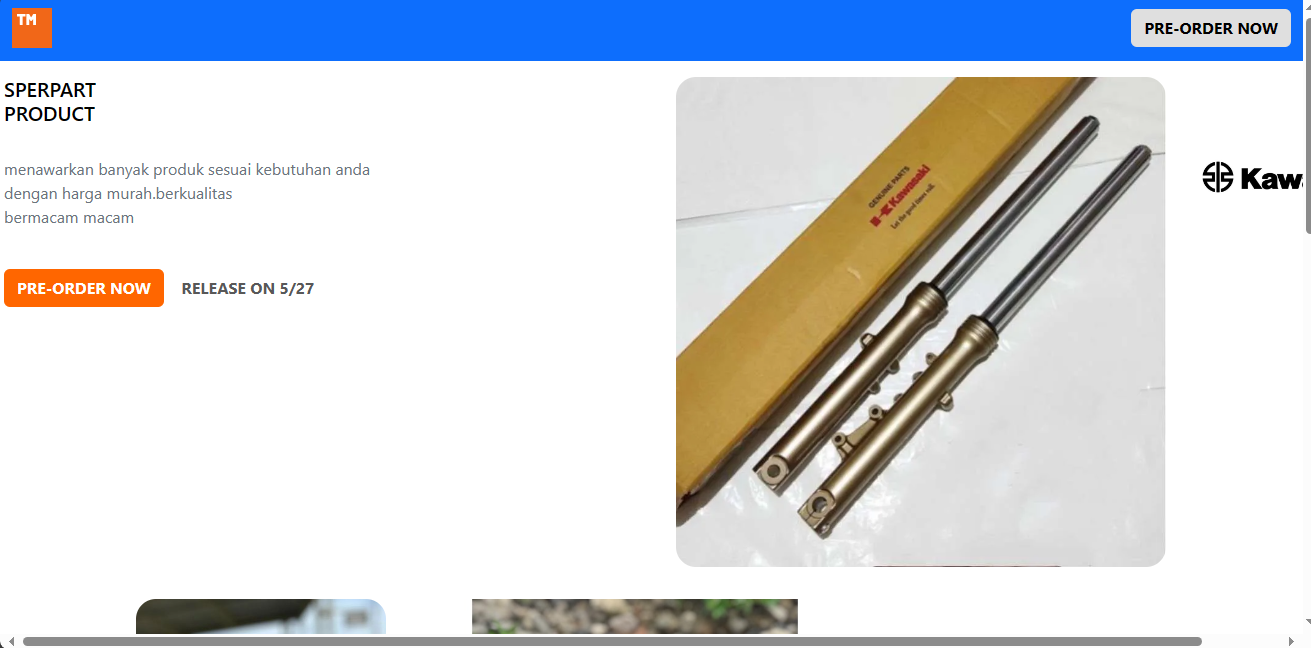 TM
PRE-ORDER NOW
SPERPART
PRODUCT
menawarkan banyak produk sesuai kebutuhan anda
dengan harga murah.berkualitas
bermacam macam
PRE-ORDER NOW
RELEASE ON 5/27
GENUINE PARTS
Kawasaki
Let the good times roll.
Kaw